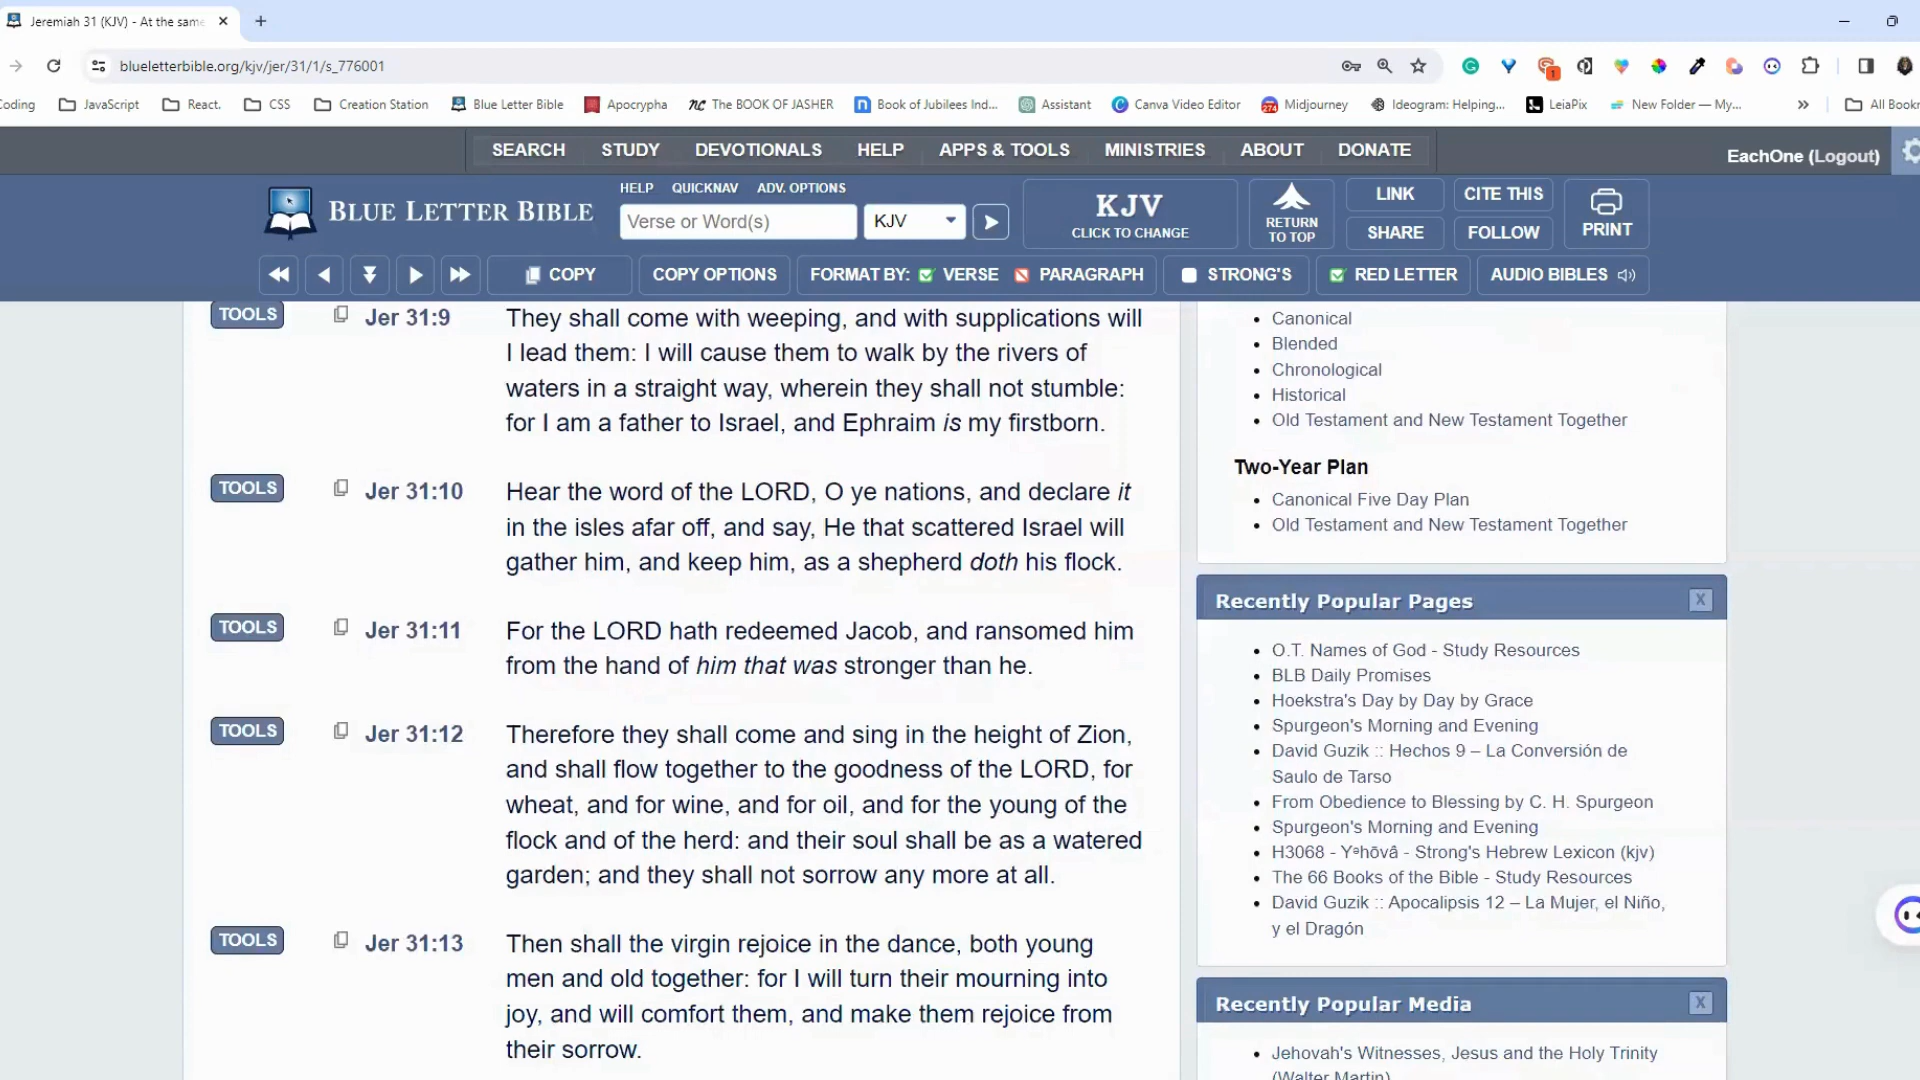 Jeremiah 31 (KJV) - At the same
blueletterbible.org/kjv/jer/31/1/s_776001
1
Coding JavaScript React. CSS Creation Station Blue Letter Bible Apocrypha The BOOK OF JASHER Book of Jubilees Ind... Assistant Canva Video Editor 274 Midjourney Ideogram: Helping... LeiaPix New Folder — My... » All Bookr
SEARCH STUDY DEVOTIONALS HELP APPS & TOOLS MINISTRIES ABOUT DONATE
EachOne (Logout)
BLUE LETTER BIBLE
HELP QUICKNAV ADV. OPTIONS
Verse or Word(s) KJV
KJV
CLICK TO CHANGE
RETURN
TO TOP
LINK CITE THIS
SHARE FOLLOW
PRINT
COPY COPY OPTIONS FORMAT BY: VERSE PARAGRAPH STRONG'S RED LETTER AUDIO BIBLES
TOOLS Jer 31:9 They shall come with weeping, and with supplications will
I lead them: I will cause them to walk by the rivers of
waters in a straight way, wherein they shall not stumble:
for I am a father to Israel, and Ephraim is my firstborn.
TOOLS Jer 31:10 Hear the word of the LORD, O ye nations, and declare it
in the isles afar off, and say, He that scattered Israel will
gather him, and keep him, as a shepherd doth his flock.
TOOLS Jer 31:11 For the LORD hath redeemed Jacob, and ransomed him
from the hand of him that was stronger than he.
TOOLS Jer 31:12 Therefore they shall come and sing in the height of Zion,
and shall flow together to the goodness of the LORD, for
wheat, and for wine, and for oil, and for the young of the
flock and of the herd: and their soul shall be as a watered
garden; and they shall not sorrow any more at all.
TOOLS Jer 31:13 Then shall the virgin rejoice in the dance, both young
men and old together: for I will turn their mourning into
joy, and will comfort them, and make them rejoice from
their sorrow.
Canonical
Blended
Chronological
Historical
Old Testament and New Testament Together
Two-Year Plan
Canonical Five Day Plan
Old Testament and New Testament Together
Recently Popular Pages X
O.T. Names of God - Study Resources
BLB Daily Promises
Hoekstra's Day by Day by Grace
Spurgeon's Morning and Evening
David Guzik :: Hechos 9 – La Conversión de
Saulo de Tarso
From Obedience to Blessing by C. H. Spurgeon
Spurgeon's Morning and Evening
H3068 - Yᵊhōvâ - Strong's Hebrew Lexicon (kjv)
The 66 Books of the Bible - Study Resources
David Guzik :: Apocalipsis 12 – La Mujer, el Niño,
y el Dragón
Recently Popular Media X
Jehovah's Witnesses, Jesus and the Holy Trinity
(Walter Martin)